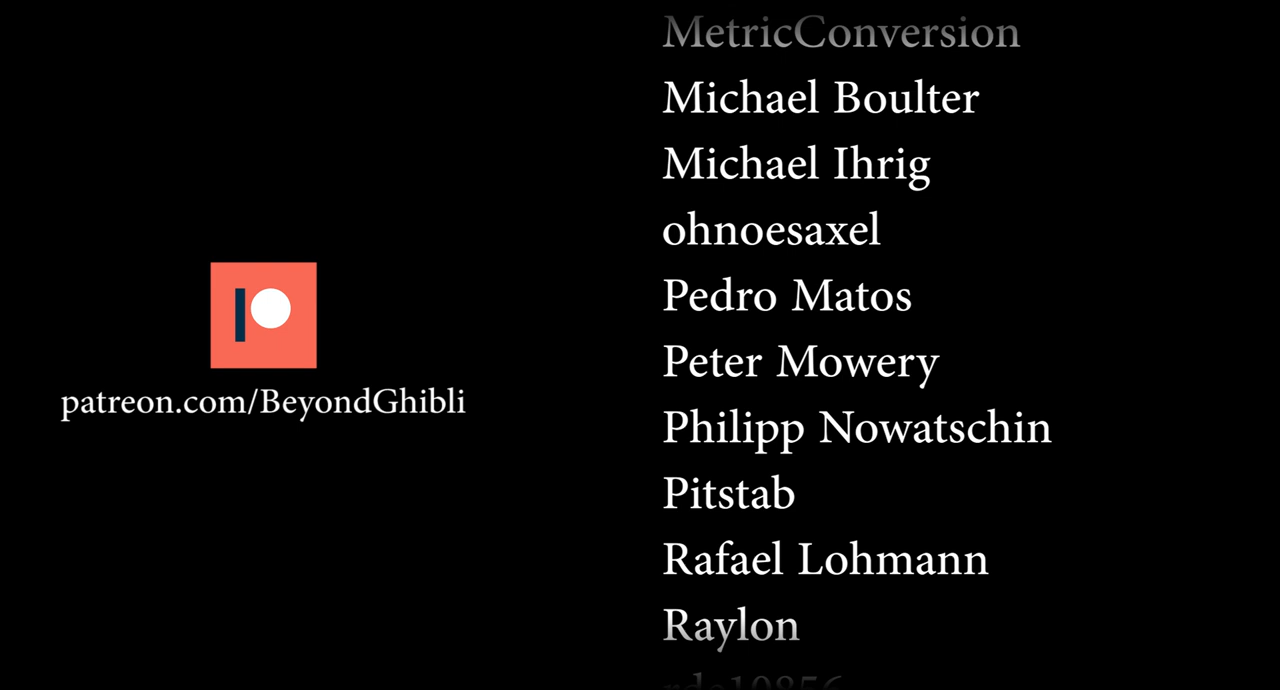 patreon.com/BeyondGhibli
MetricConversion
Michael Boulter
Michael Ihrig
ohnoesaxel
Pedro Matos
Peter Mowery
Philipp Nowatschin
Pitstab
Rafael Lohmann
Raylon